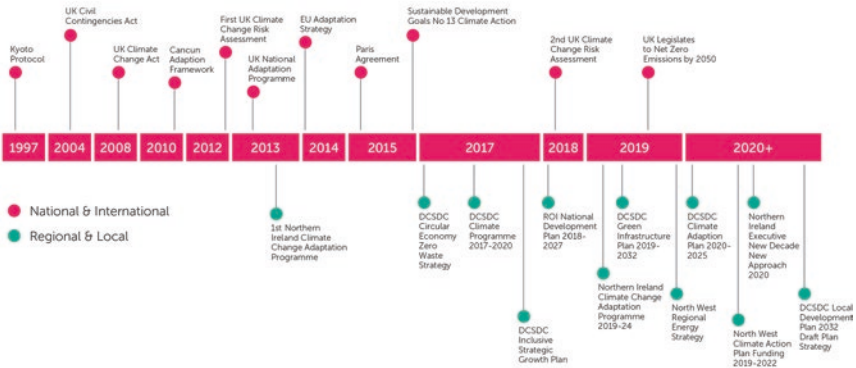 Kyoto
Protocol
UK Civil
Contingencies Act
UK Climate
Change Act
Cancun
Adaption
Framework
First UK Climate
Change Risk
Assessment
UK National
Adaptation
Programme
EU Adaptation
Strategy
Paris
Agreement
Sustainable Development
Goals No 13 Climate Action
2nd UK Climate
Change Risk
Assessment
UK Legislates
to Net Zero
Emissions by 2050
1997
2004
2008
2010
2012
2013
2014
2015
2017
2018
2019
2020+
National & International
Regional & Local
1st Northern
Ireland Climate
Change Adaptation
Programme
DCSDC
Circular
Economy
Zero
Waste
Strategy
DCSDC
Climate
Programme
2017-2020
DCSDC
Inclusive
Strategic
Growth Plan
ROI National
Development
Plan 2018-
2027
Northern Ireland
Climate Change
Adaptation
Programme
2019-24
DCSDC
Green
Infrastructure
Plan 2019-
2032
North West
Regional
Energy
Strategy
DCSDC
Climate
Adaption
Plan 2020-
2025
North West
Climate Action
Plan Funding
2019-2022
Northern
Ireland
Executive
New Decade
New
Approach
2020
DCSDC Local
Development
Plan 2032
Draft Plan
Strategy